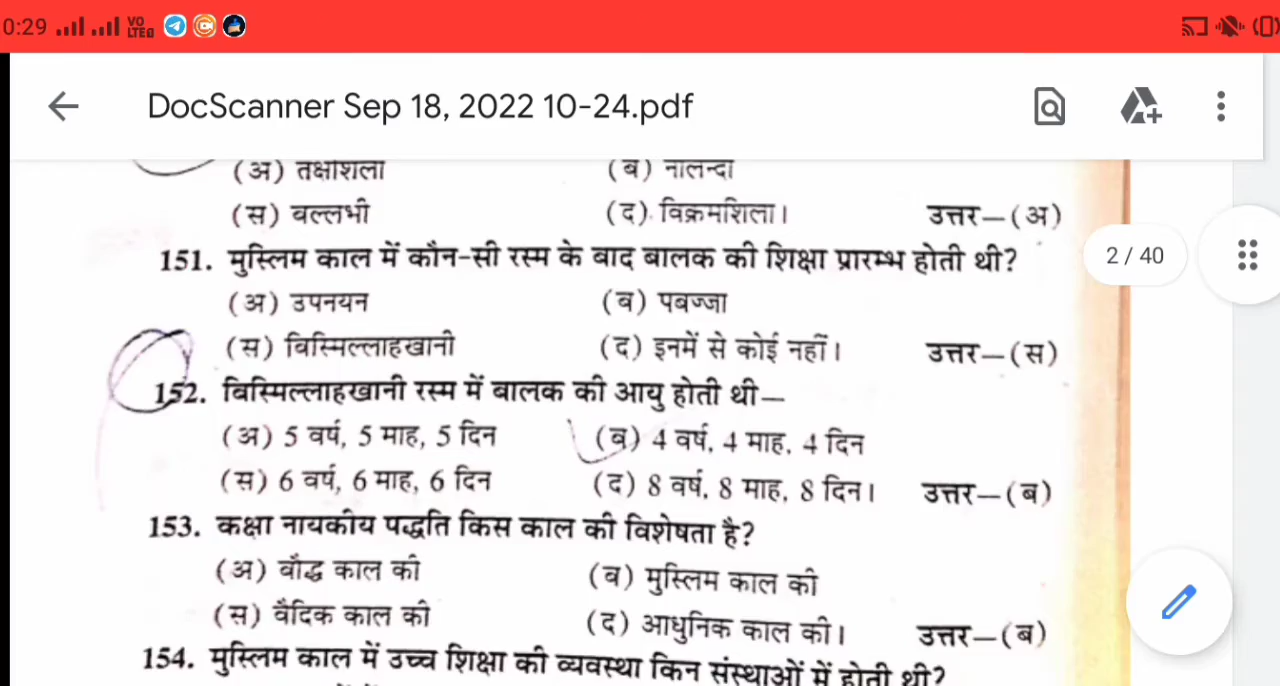 0:29 VO LTE
DocScanner Sep 18, 2022 10-24.pdf
(अ) तक्षशिला (ब) नालन्दा
(स) बल्लभी (द) विक्रमशिला। उत्तर—(अ)
151. मुस्लिम काल में कौन-सी रस्म के बाद बालक की शिक्षा प्रारम्भ होती थी?
2 / 40
(अ) उपनयन (ब) पबज्जा
(स) विस्मिल्लाहखानी (द) इनमें से कोई नहीं। उत्तर—(स)
152. विस्मिल्लाहखानी रस्म में बालक की आयु होती थी—
(अ) 5 वर्ष, 5 माह, 5 दिन (ब) 4 वर्ष, 4 माह, 4 दिन
(स) 6 वर्ष, 6 माह, 6 दिन (द) 8 वर्ष, 8 माह, 8 दिन। उत्तर—(ब)
153. कक्षा नायकीय पद्धति किस काल की विशेषता है?
(अ) बौद्ध काल की (ब) मुस्लिम काल की
(स) वैदिक काल की (द) आधुनिक काल की। उत्तर—(ब)
154. मुस्लिम काल में उच्च शिक्षा की व्यवस्था किन संस्थाओं में होती थी?